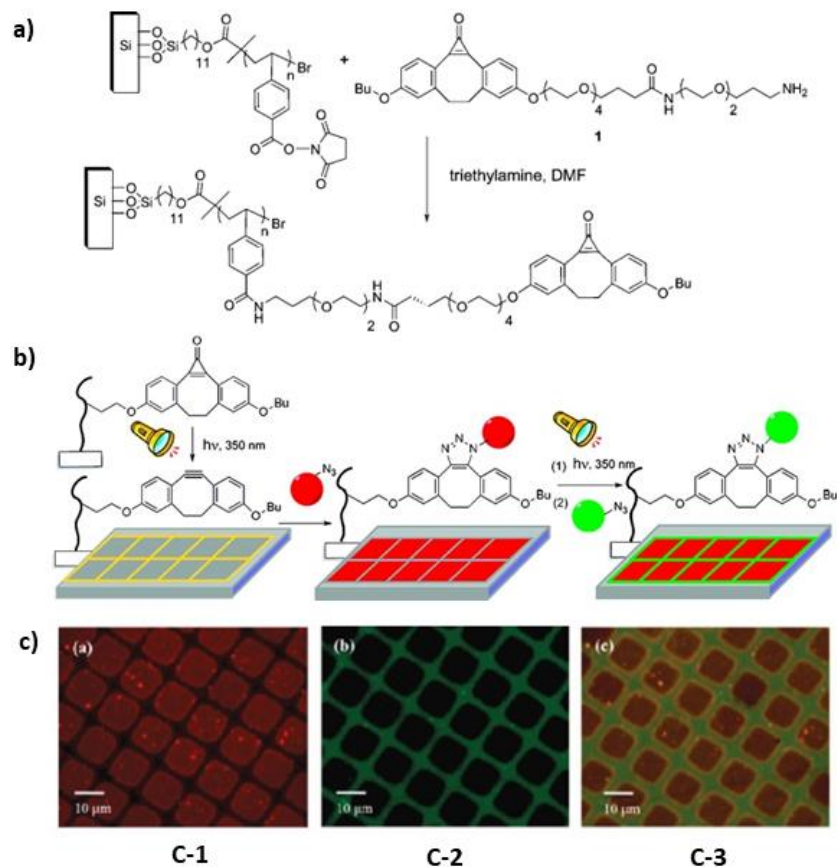 a)
Si
O
O
O
Si
11
O
O
n
Br
O
O
N
O
O
+
O
BuO
O
O
4
O
N
H
O
2
NH2
1
triethylamine, DMF
Si
O
O
O
Si
11
O
O
n
Br
O
N
H
O
2
H
N
O
O
4
O
O
OBu
b)
O
O
O
Bu
hν, 350 nm
O
O
Bu
N3
N
N
N
O
O
Bu
(1) hν, 350 nm
(2)
N3
N
N
N
O
O
Bu
c)
(a)
10 μm
(b)
10 μm
(c)
10 μm
C-1
C-2
C-3